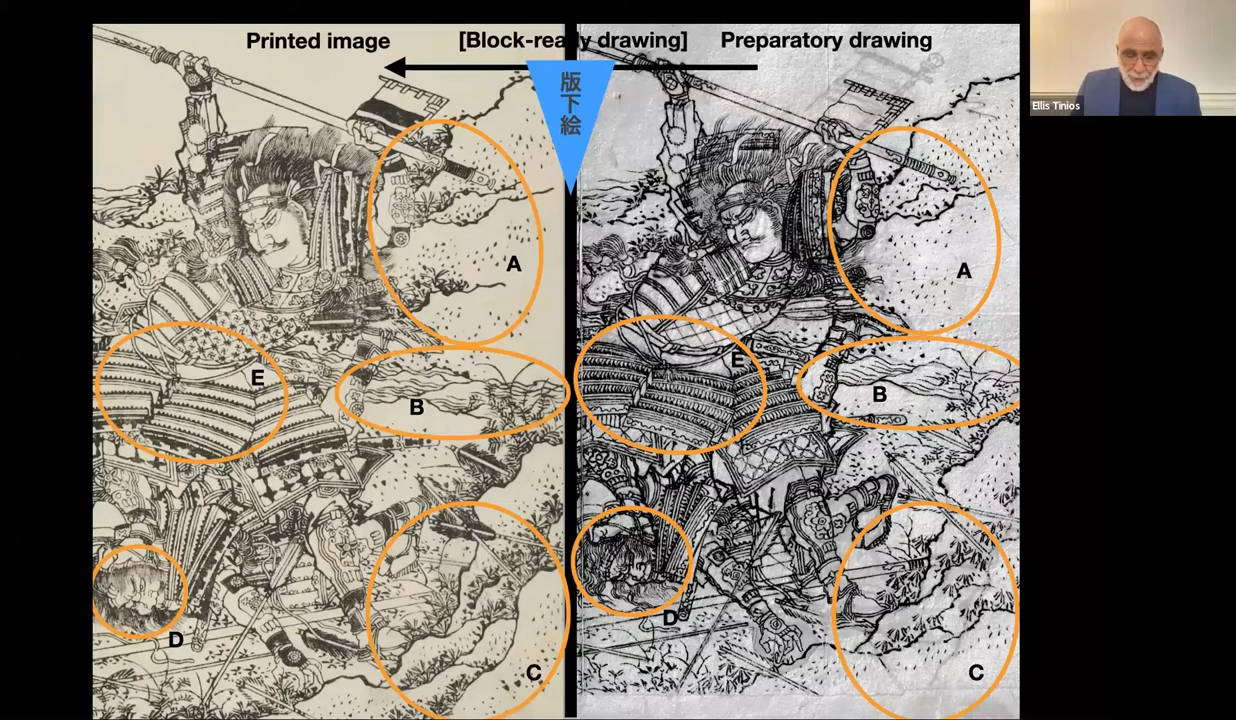 Printed image
[Block-ready drawing]
Preparatory drawing
版下絵
Ellis Tinios
A
A
E
E
B
B
D
D
C
C